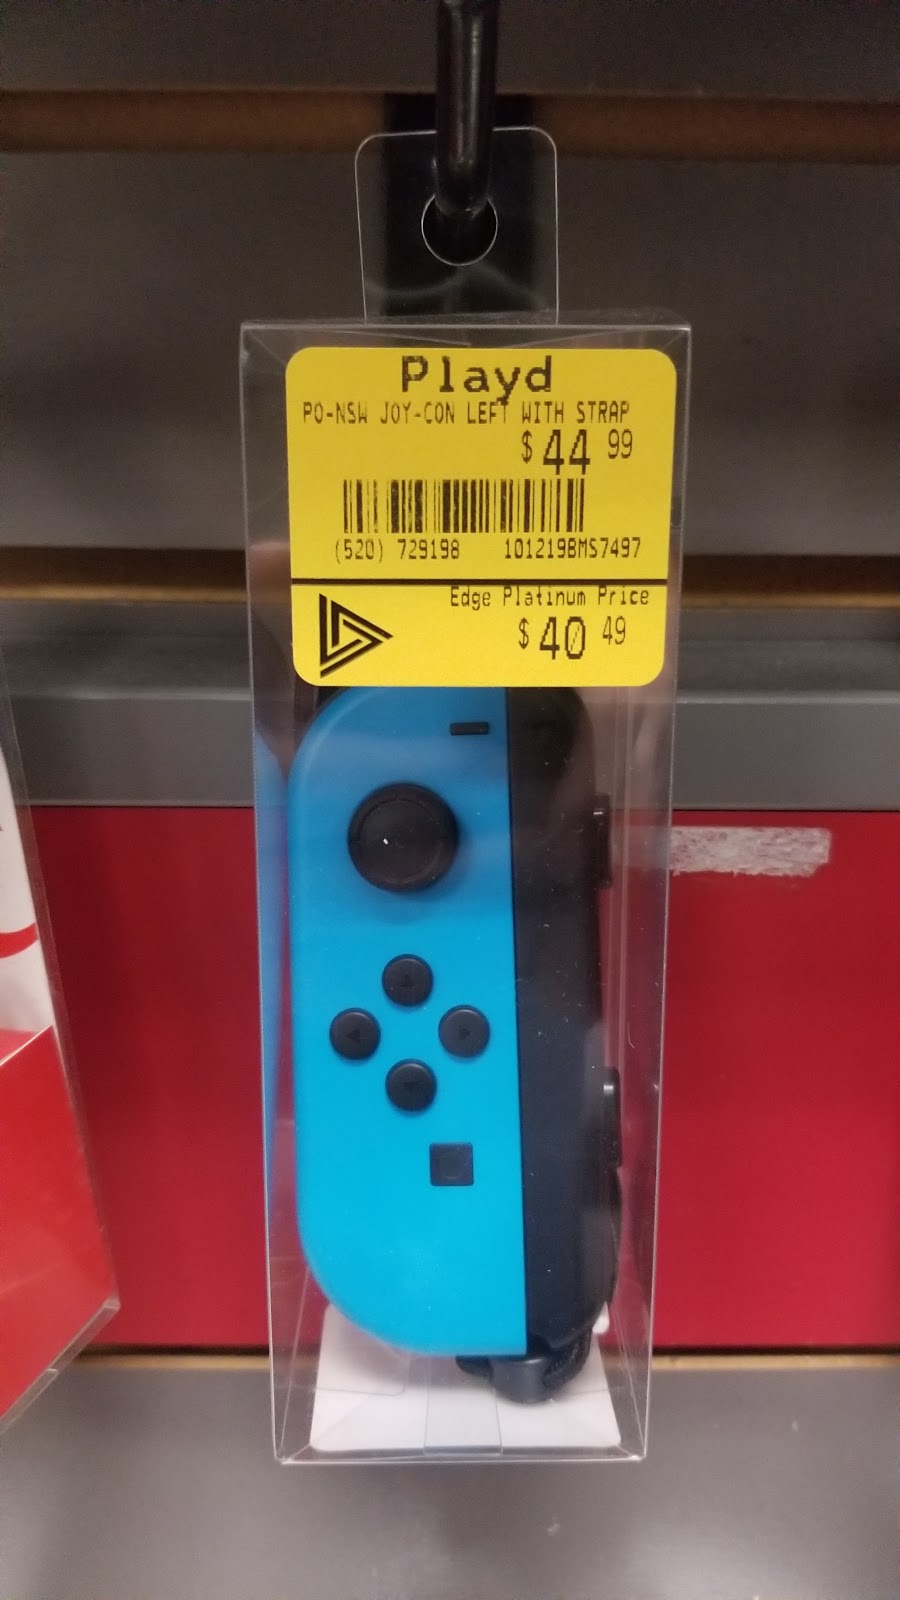 Playd
PO-NSW JOY-CON LEFT WITH STRAP
$ 44 99
(520) 729198 101219BMS7497
Edge Platinum Price
$ 40 49